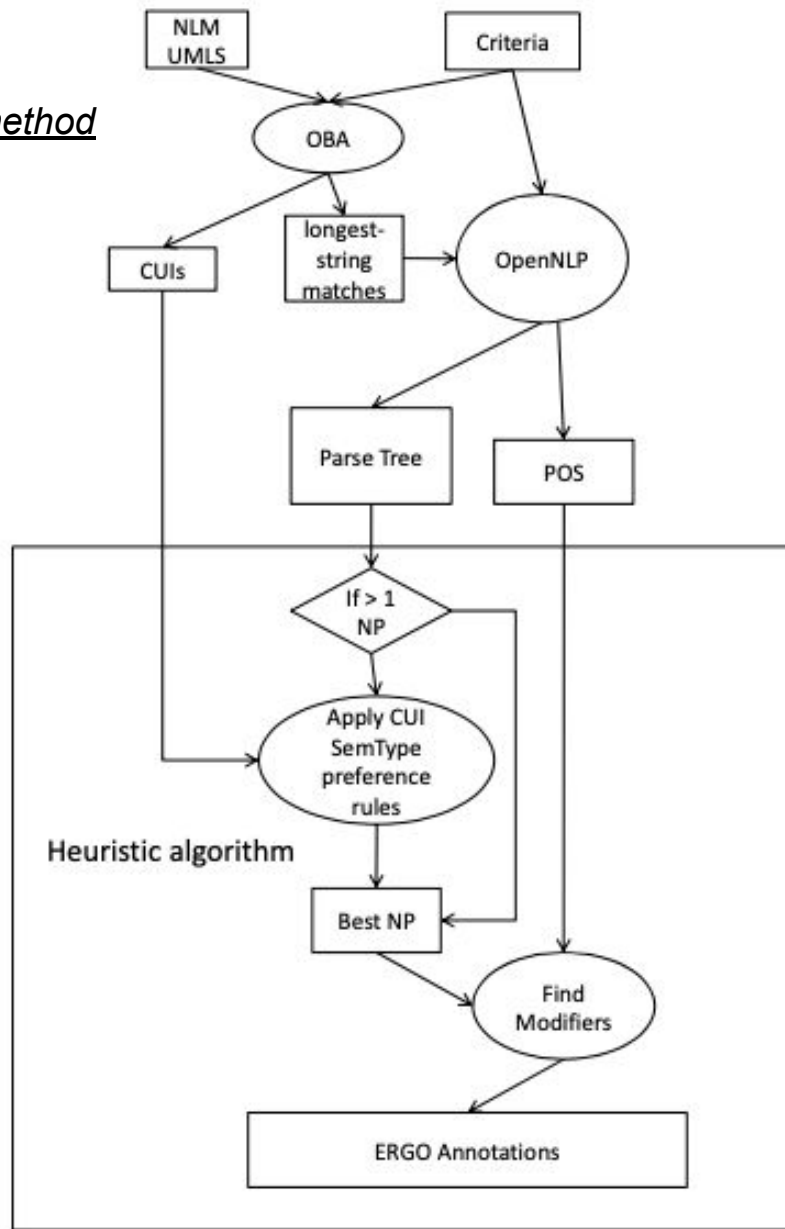 NLM
UMLS
Criteria
method
OBA
longest-
string
matches
CUIs
OpenNLP
Parse Tree
POS
If > 1
NP
Apply CUI
SemType
preference
rules
Heuristic algorithm
Best NP
Find
Modifiers
ERGO Annotations